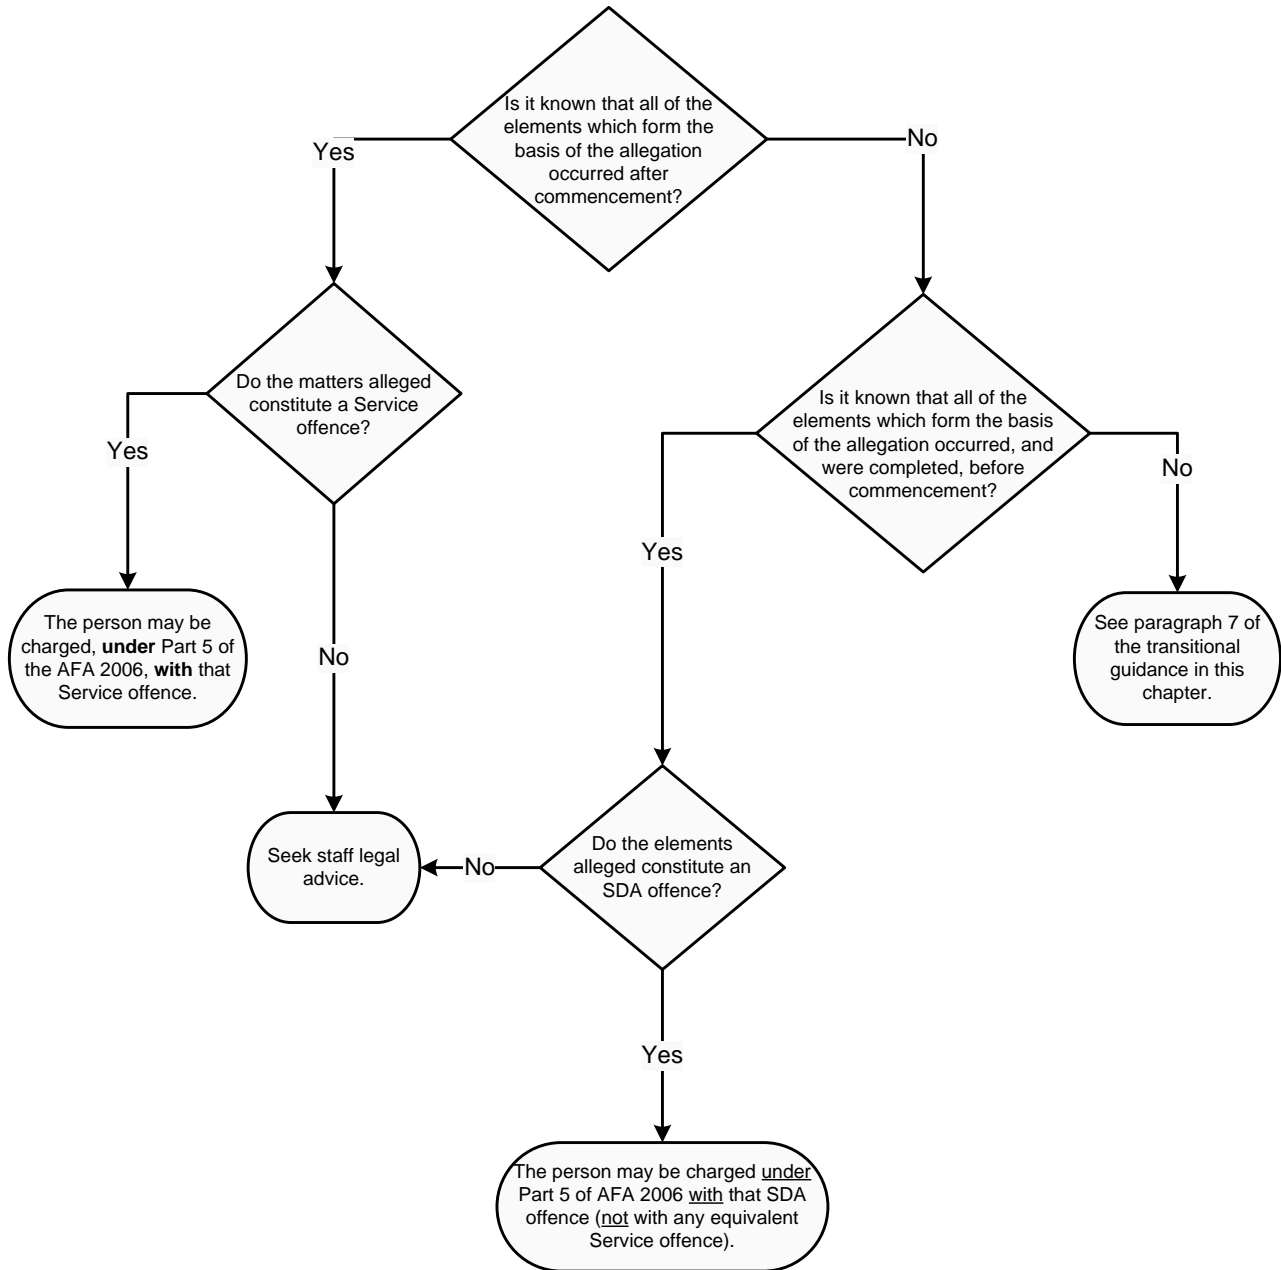 Is it known that all of the
elements which form the
basis of the allegation
occurred after
commencement?
Yes
No
Do the matters alleged
constitute a Service
offence?
Is it known that all of the
elements which form the basis
of the allegation occurred, and
were completed, before
commencement?
Yes
No
Yes
No
The person may be
charged, under Part 5 of
the AFA 2006, with that
Service offence.
See paragraph 7 of
the transitional
guidance in this
chapter.
Seek staff legal
advice.
No
Do the elements
alleged constitute an
SDA offence?
Yes
The person may be charged under
Part 5 of AFA 2006 with that SDA
offence (not with any equivalent
Service offence).